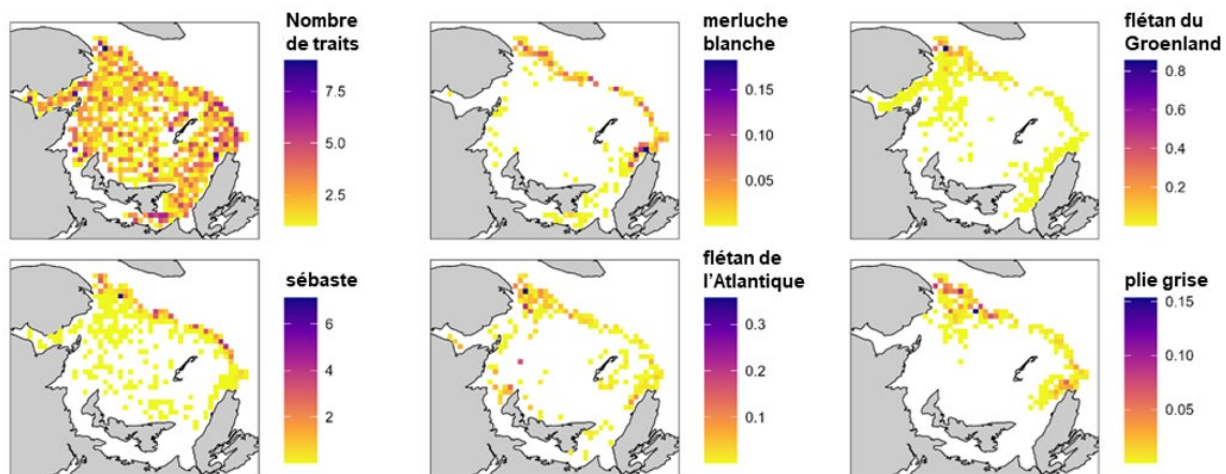 Nombre
de traits
7.5
5.0
2.5
merluche
blanche
0.15
0.10
0.05
flétan du
Groenland
0.8
0.6
0.4
0.2
sébaste
6
4
2
flétan de
l'Atlantique
0.3
0.2
0.1
plie grise
0.15
0.10
0.05